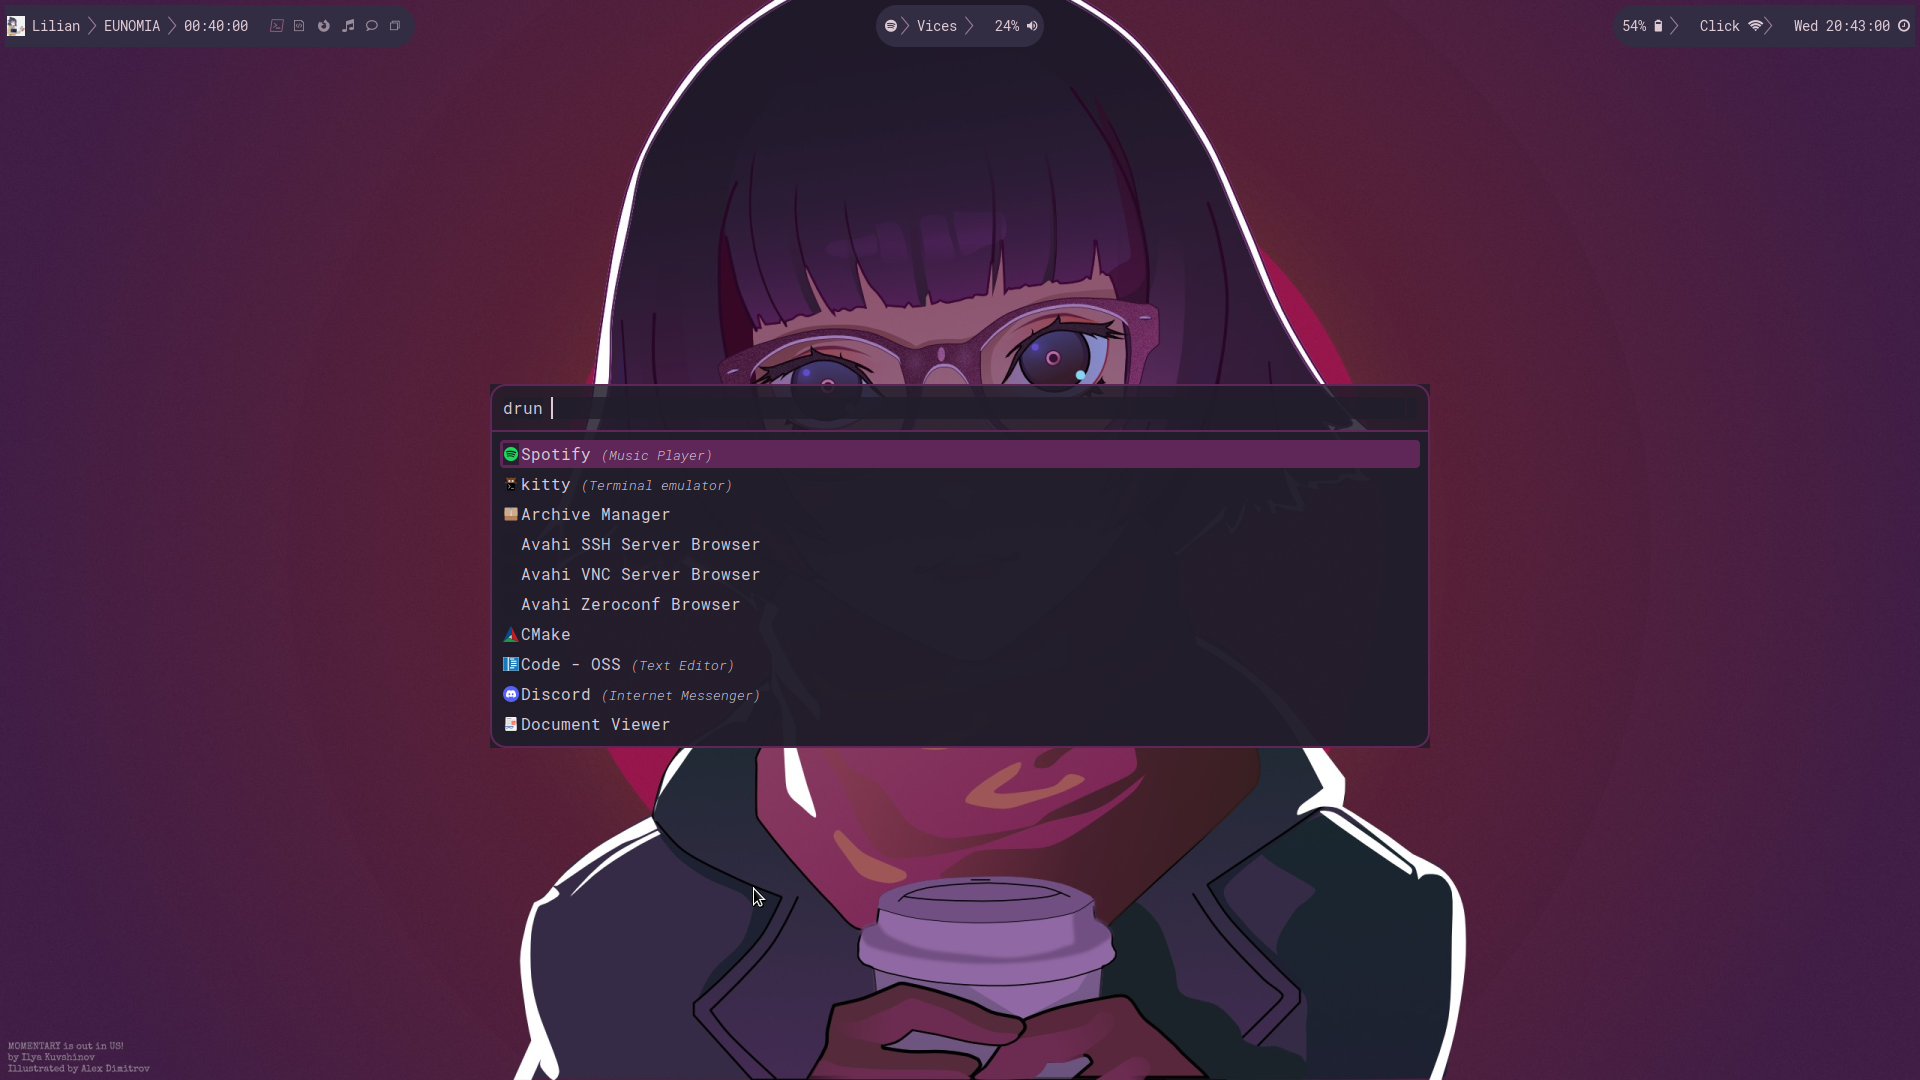 Lilian EUNOMIA 00:40:00
Vices 24%
54% Click Wed 20:43:00
drun
Spotify (Music Player)
kitty (Terminal emulator)
Archive Manager
Avahi SSH Server Browser
Avahi VNC Server Browser
Avahi Zeroconf Browser
CMake
Code - OSS (Text Editor)
Discord (Internet Messenger)
Document Viewer
MOMENTARY is out in US!
by Ilya Kuvshinov
Illustrated by Alex Dimitrov